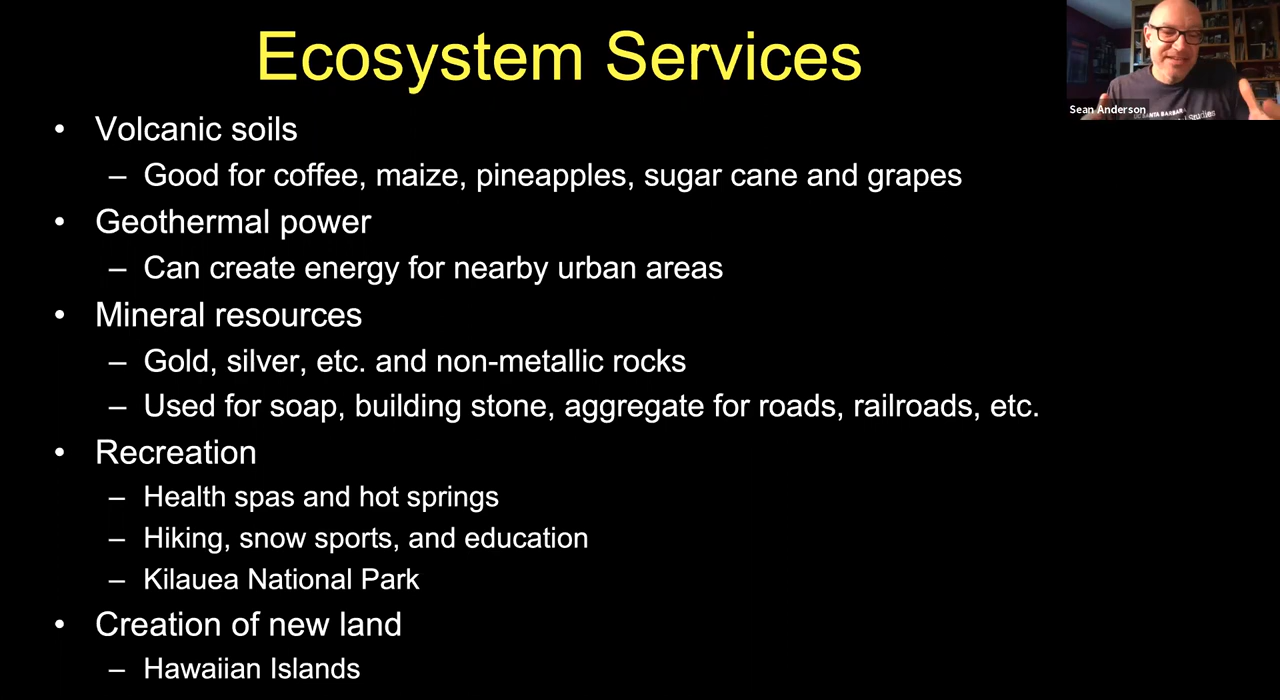 Ecosystem Services
• Volcanic soils
– Good for coffee, maize, pineapples, sugar cane and grapes
• Geothermal power
– Can create energy for nearby urban areas
• Mineral resources
– Gold, silver, etc. and non-metallic rocks
– Used for soap, building stone, aggregate for roads, railroads, etc.
• Recreation
– Health spas and hot springs
– Hiking, snow sports, and education
– Kilauea National Park
• Creation of new land
– Hawaiian Islands
Sean Anderson
SANTA BARBARA
Studies